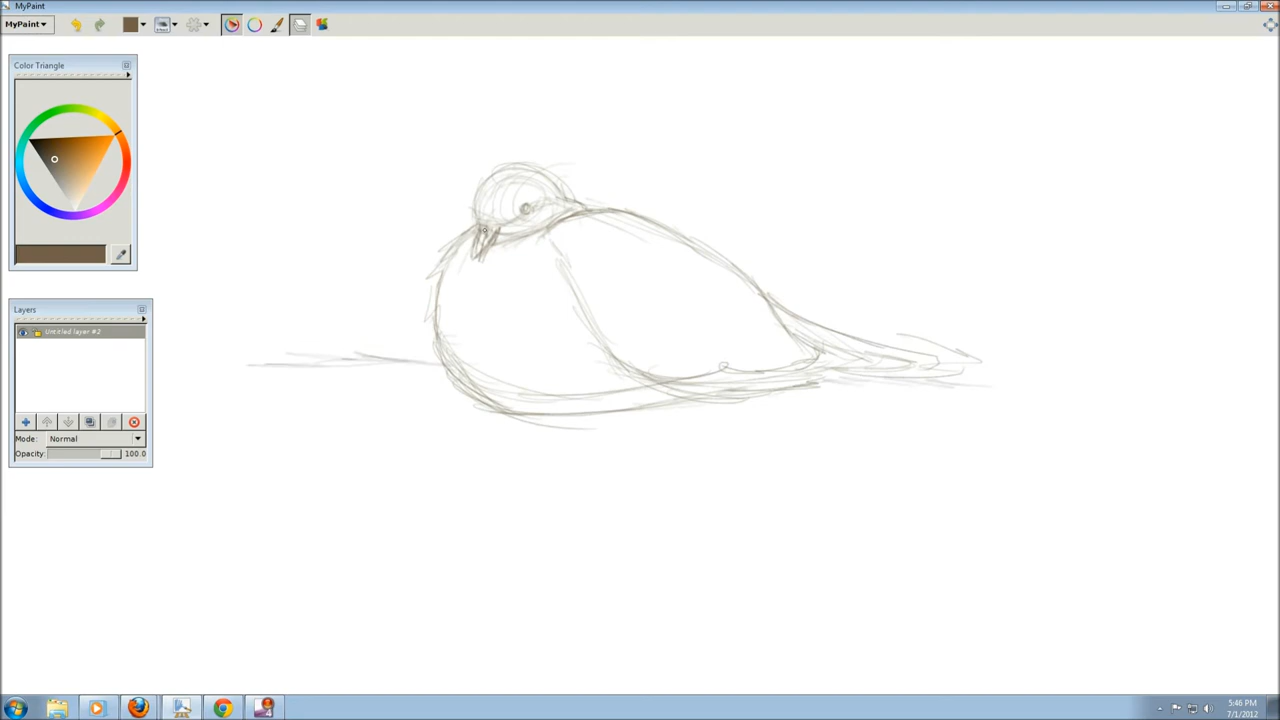 MyPaint
MyPaint
Color Triangle
Layers
Untitled layer #2
Mode: Normal
Opacity: 100.0
5:46 PM
7/1/2012